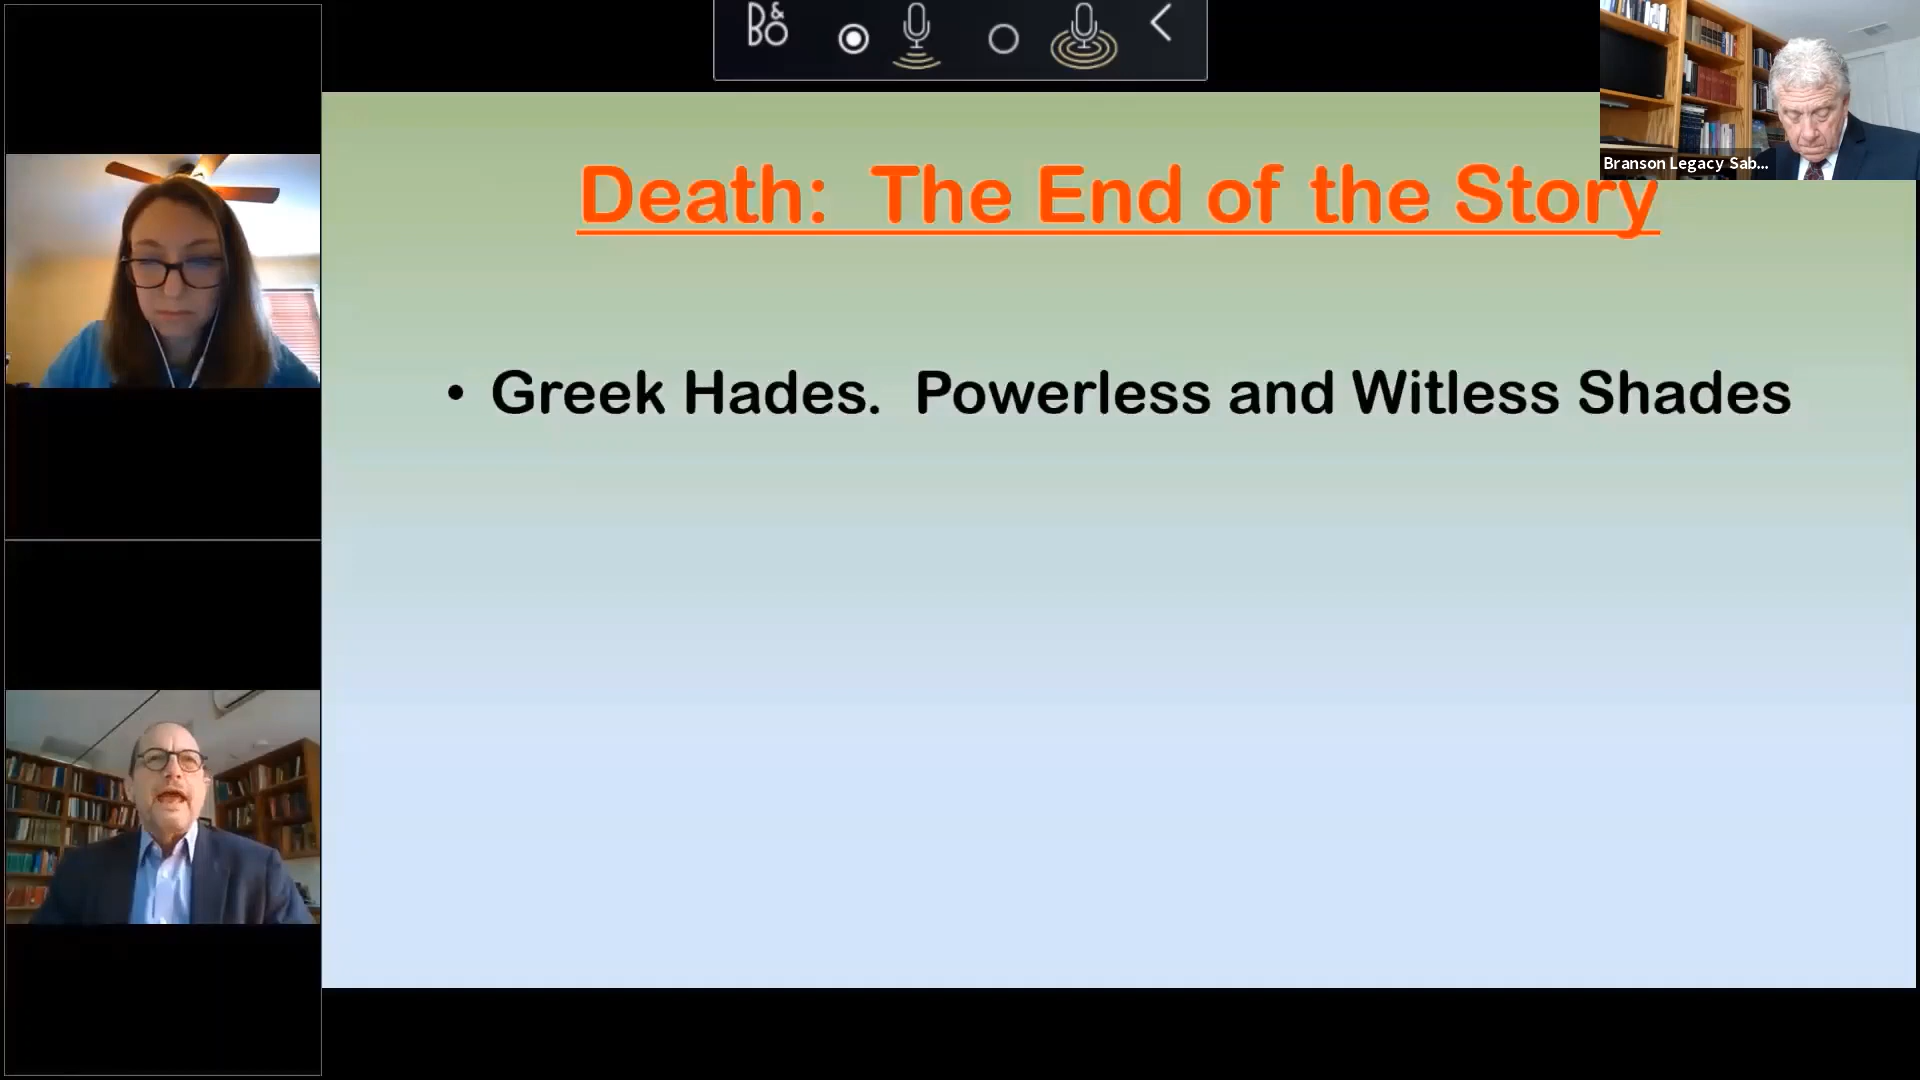 B&O
Branson Legacy Sab...
Death: The End of the Story
• Greek Hades. Powerless and Witless Shades